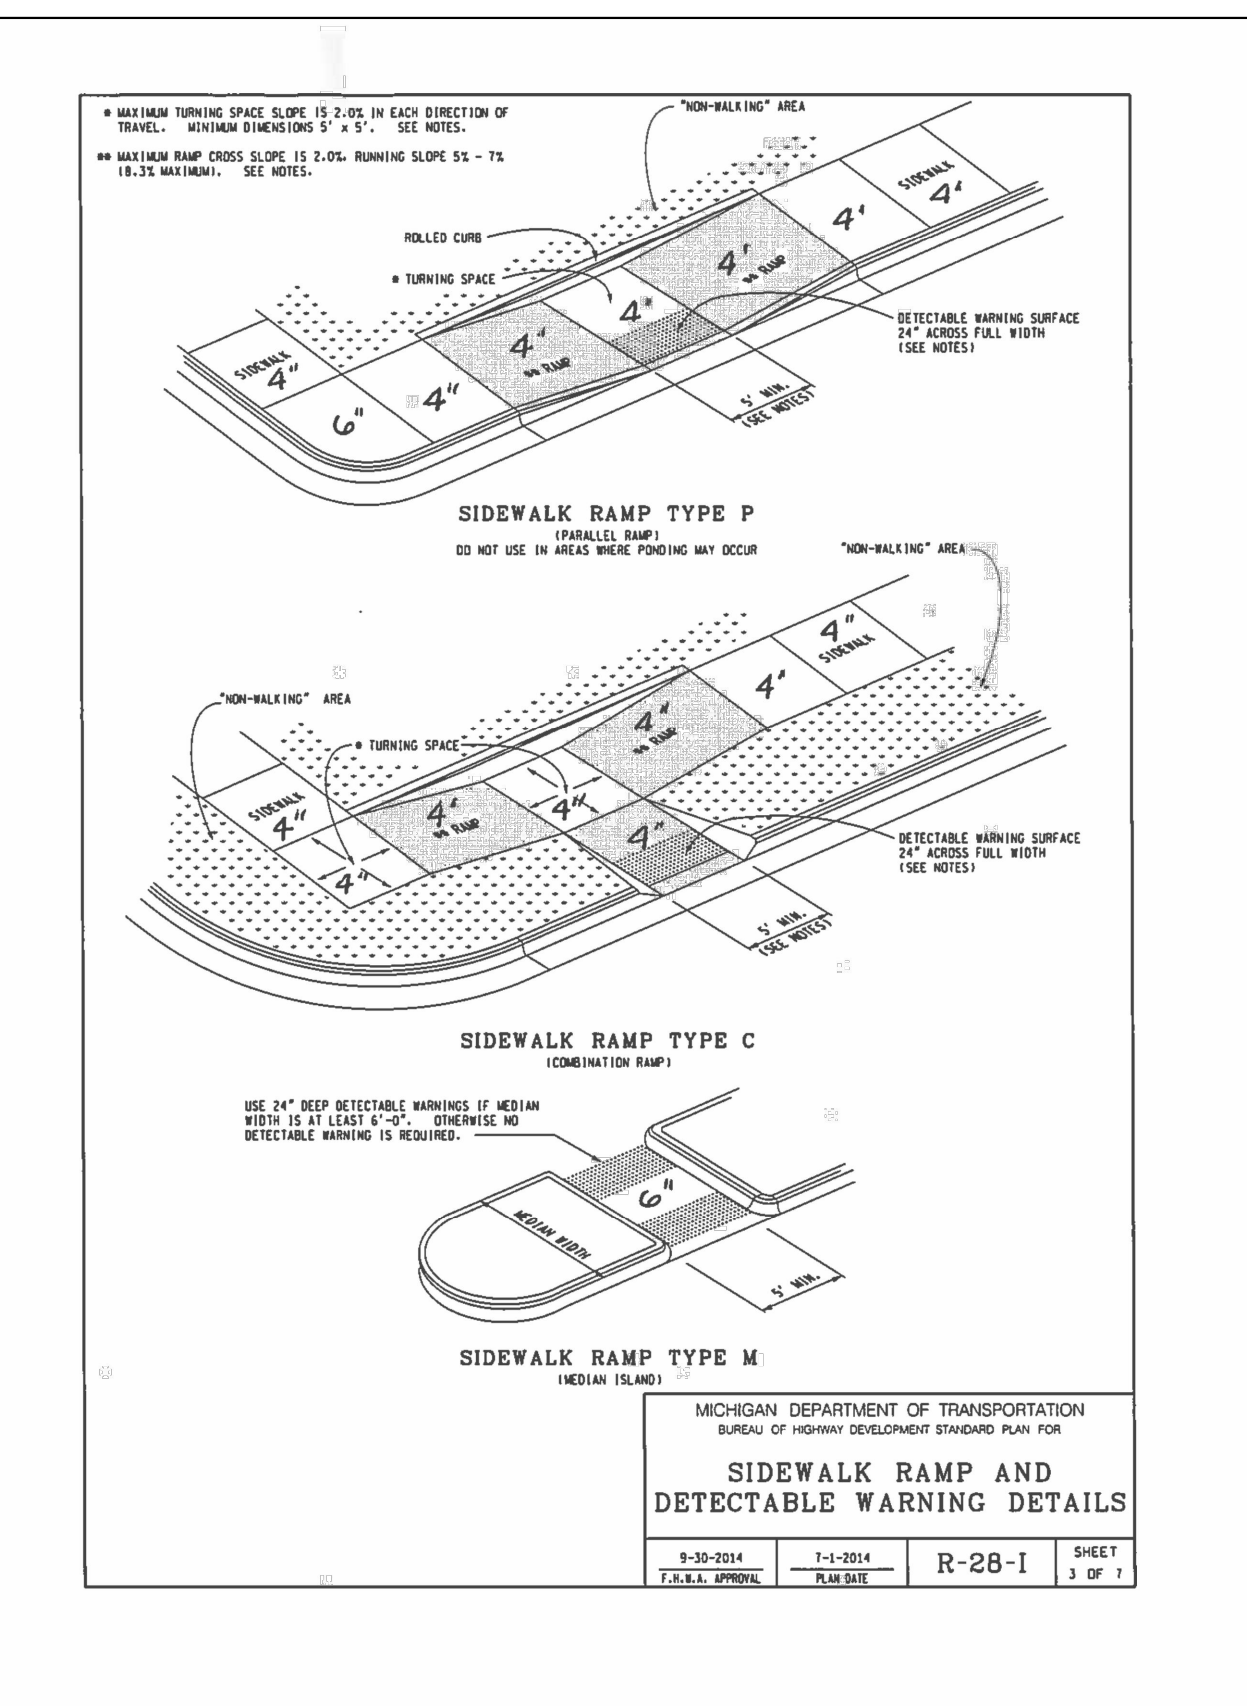 * MAXIMUM TURNING SPACE SLOPE IS 2.0% IN EACH DIRECTION OF
TRAVEL. MINIMUM DIMENSIONS 5' x 5'. SEE NOTES.
** MAXIMUM RAMP CROSS SLOPE IS 2.0%. RUNNING SLOPE 5% - 7%
(8.3% MAXIMUM). SEE NOTES.
"NON-WALKING" AREA
SIDEWALK
4"
4"
ROLLED CURB
4"
** RAMP
* TURNING SPACE
4"
DETECTABLE WARNING SURFACE
24" ACROSS FULL WIDTH
(SEE NOTES)
4"
** RAMP
SIDEWALK
4"
4"
6"
5' MIN.
(SEE NOTES)
SIDEWALK RAMP TYPE P
(PARALLEL RAMP)
DO NOT USE IN AREAS WHERE PONDING MAY OCCUR
"NON-WALKING" AREA
4"
SIDEWALK
4"
"NON-WALKING" AREA
4"
** RAMP
* TURNING SPACE
SIDEWALK
4"
4"
** RAMP
4"
4"
4"
DETECTABLE WARNING SURFACE
24" ACROSS FULL WIDTH
(SEE NOTES)
5' MIN.
(SEE NOTES)
SIDEWALK RAMP TYPE C
(COMBINATION RAMP)
USE 24" DEEP DETECTABLE WARNINGS IF MEDIAN
WIDTH IS AT LEAST 6'-0". OTHERWISE NO
DETECTABLE WARNING IS REQUIRED.
6"
MEDIAN WIDTH
5' MIN.
SIDEWALK RAMP TYPE M
(MEDIAN ISLAND)
MICHIGAN DEPARTMENT OF TRANSPORTATION
BUREAU OF HIGHWAY DEVELOPMENT STANDARD PLAN FOR
SIDEWALK RAMP AND
DETECTABLE WARNING DETAILS
9-30-2014
F.H.W.A. APPROVAL
7-1-2014
PLAN DATE
R-28-I
SHEET
3 OF 7